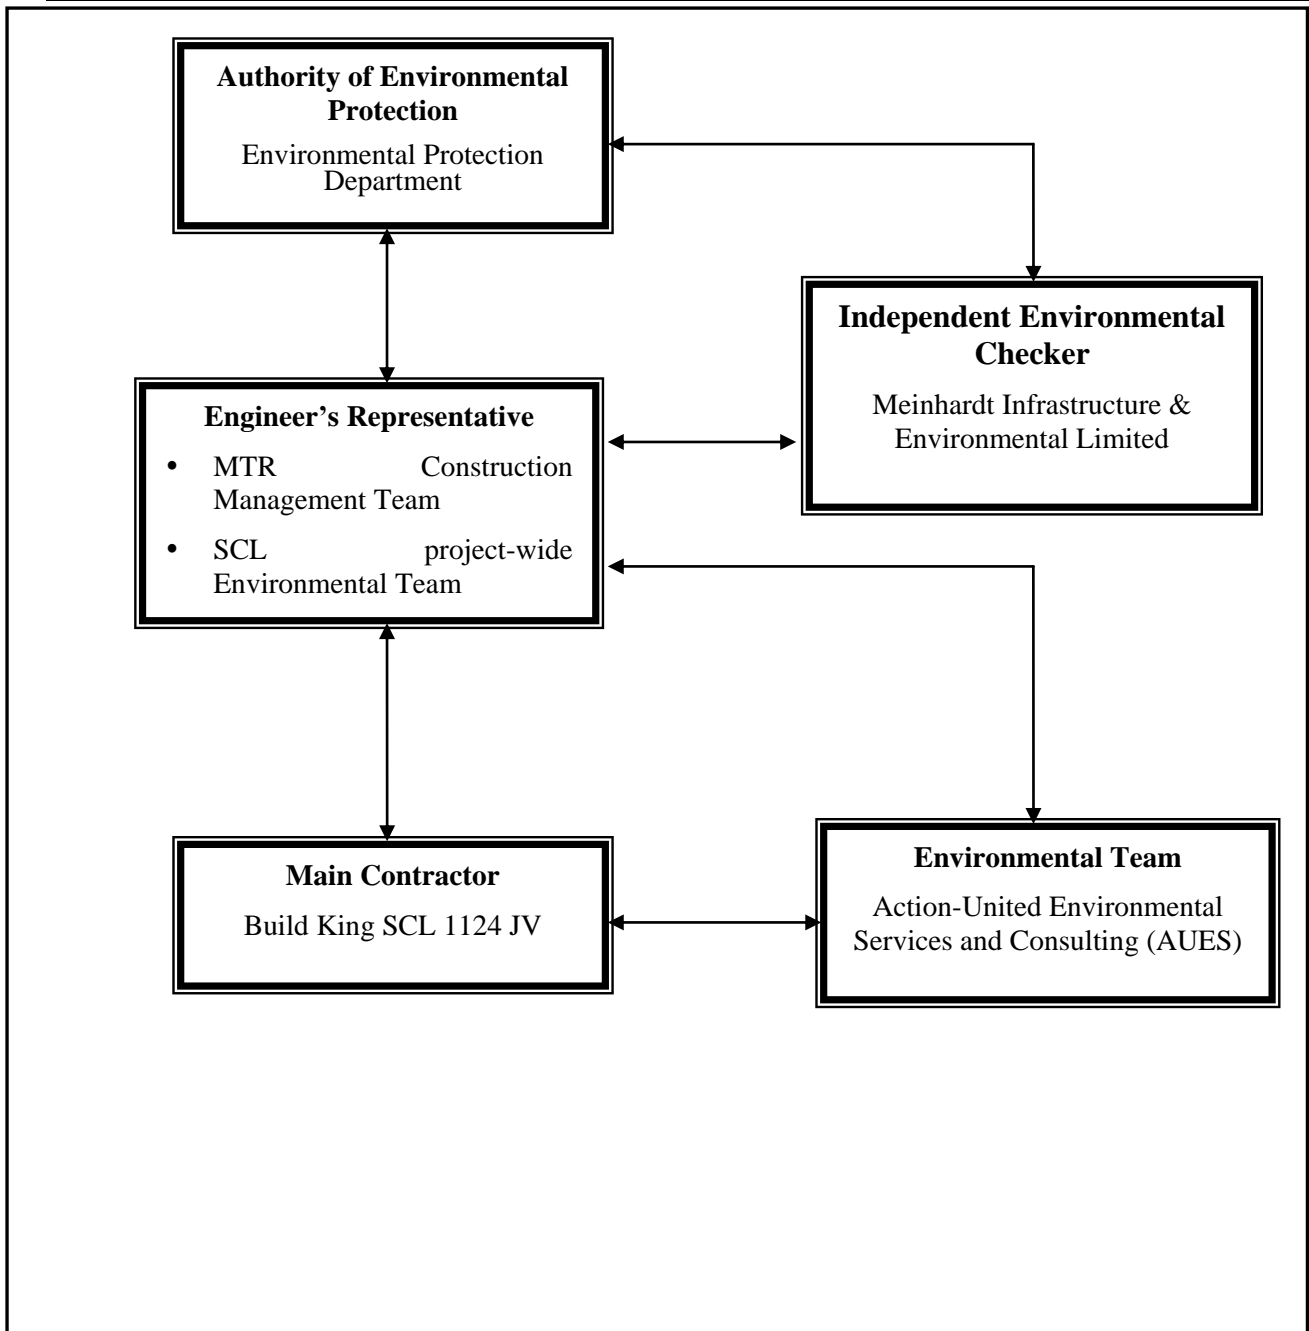 Authority of Environmental
Protection
Environmental Protection
Department
Independent Environmental
Checker
Meinhardt Infrastructure &
Environmental Limited
Engineer’s Representative
• MTR Construction
Management Team
• SCL project-wide
Environmental Team
Main Contractor
Build King SCL 1124 JV
Environmental Team
Action-United Environmental
Services and Consulting (AUES)